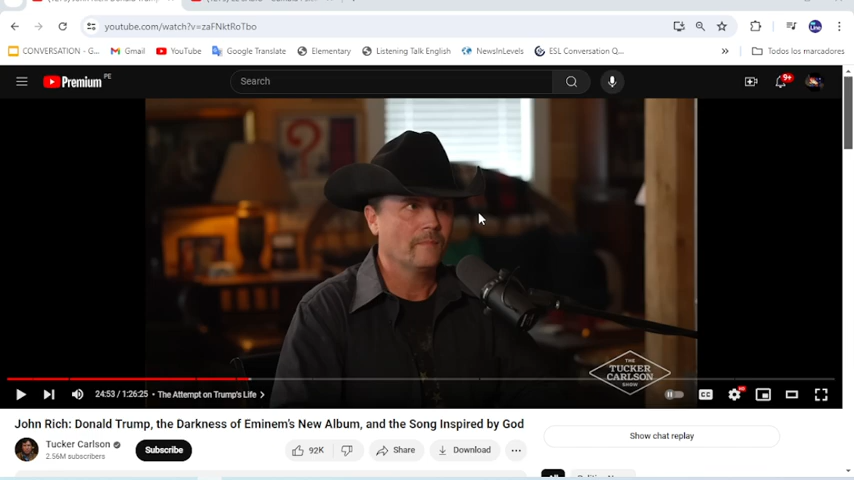 youtube.com/watch?v=zaFNktRoTbo
CONVERSATION - G... Gmail YouTube Google Translate Elementary Listening Talk English NewsInLevels ESL Conversation Q... » Todos los marcadores
Premium PE Search 9+
?
THE
TUCKER
CARLSON
SHOW
24:53 / 1:26:25 • The Attempt on Trump's Life > CC HD
John Rich: Donald Trump, the Darkness of Eminem's New Album, and the Song Inspired by God
Show chat replay
Tucker Carlson
2.56M subscribers
Subscribe 92K Share Download ...
All